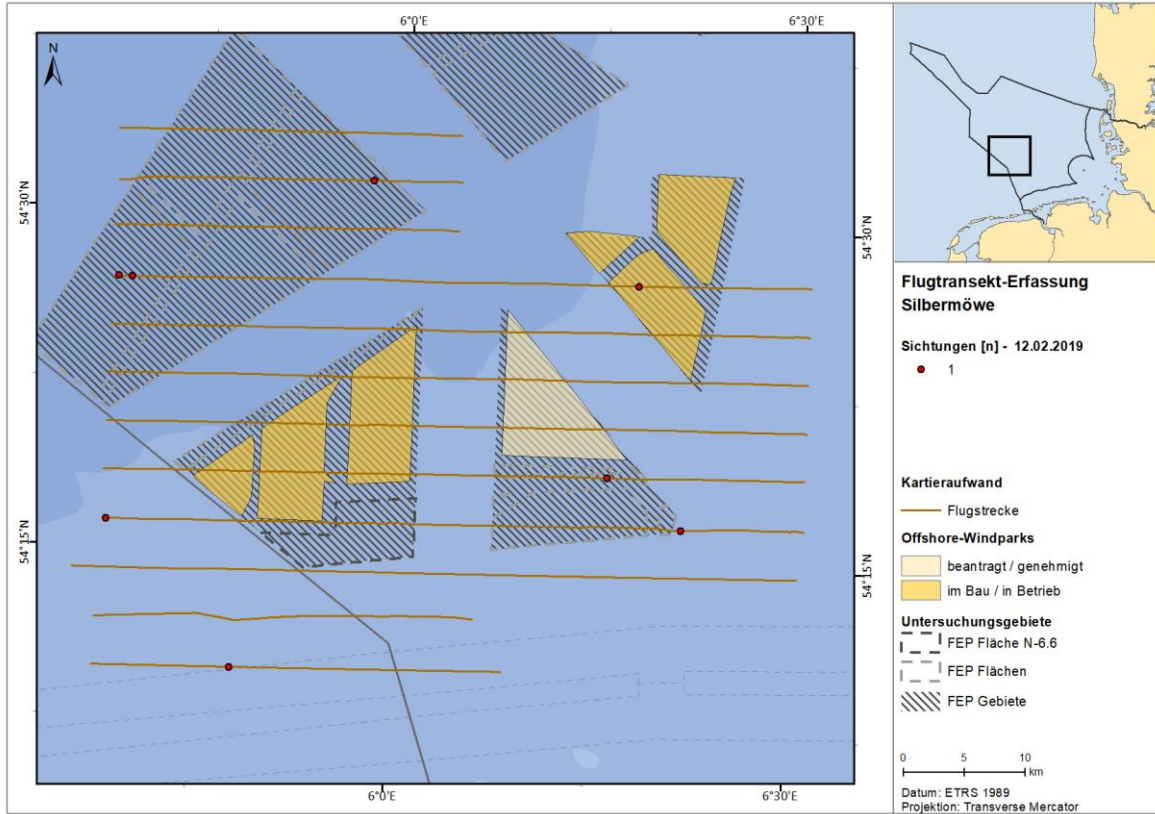 6°0'E
6°30'E
N
54°30'N
54°30'N
54°15'N
54°15'N
6°0'E
6°30'E
Flugtransekt-Erfassung
Silbermöwe
Sichtungen [n] - 12.02.2019
1
Kartieraufwand
Flugstrecke
Offshore-Windparks
beantragt / genehmigt
im Bau / in Betrieb
Untersuchungsgebiete
FEP Fläche N-6.6
FEP Flächen
FEP Gebiete
0 5 10
km
Datum: ETRS 1989
Projektion: Transverse Mercator